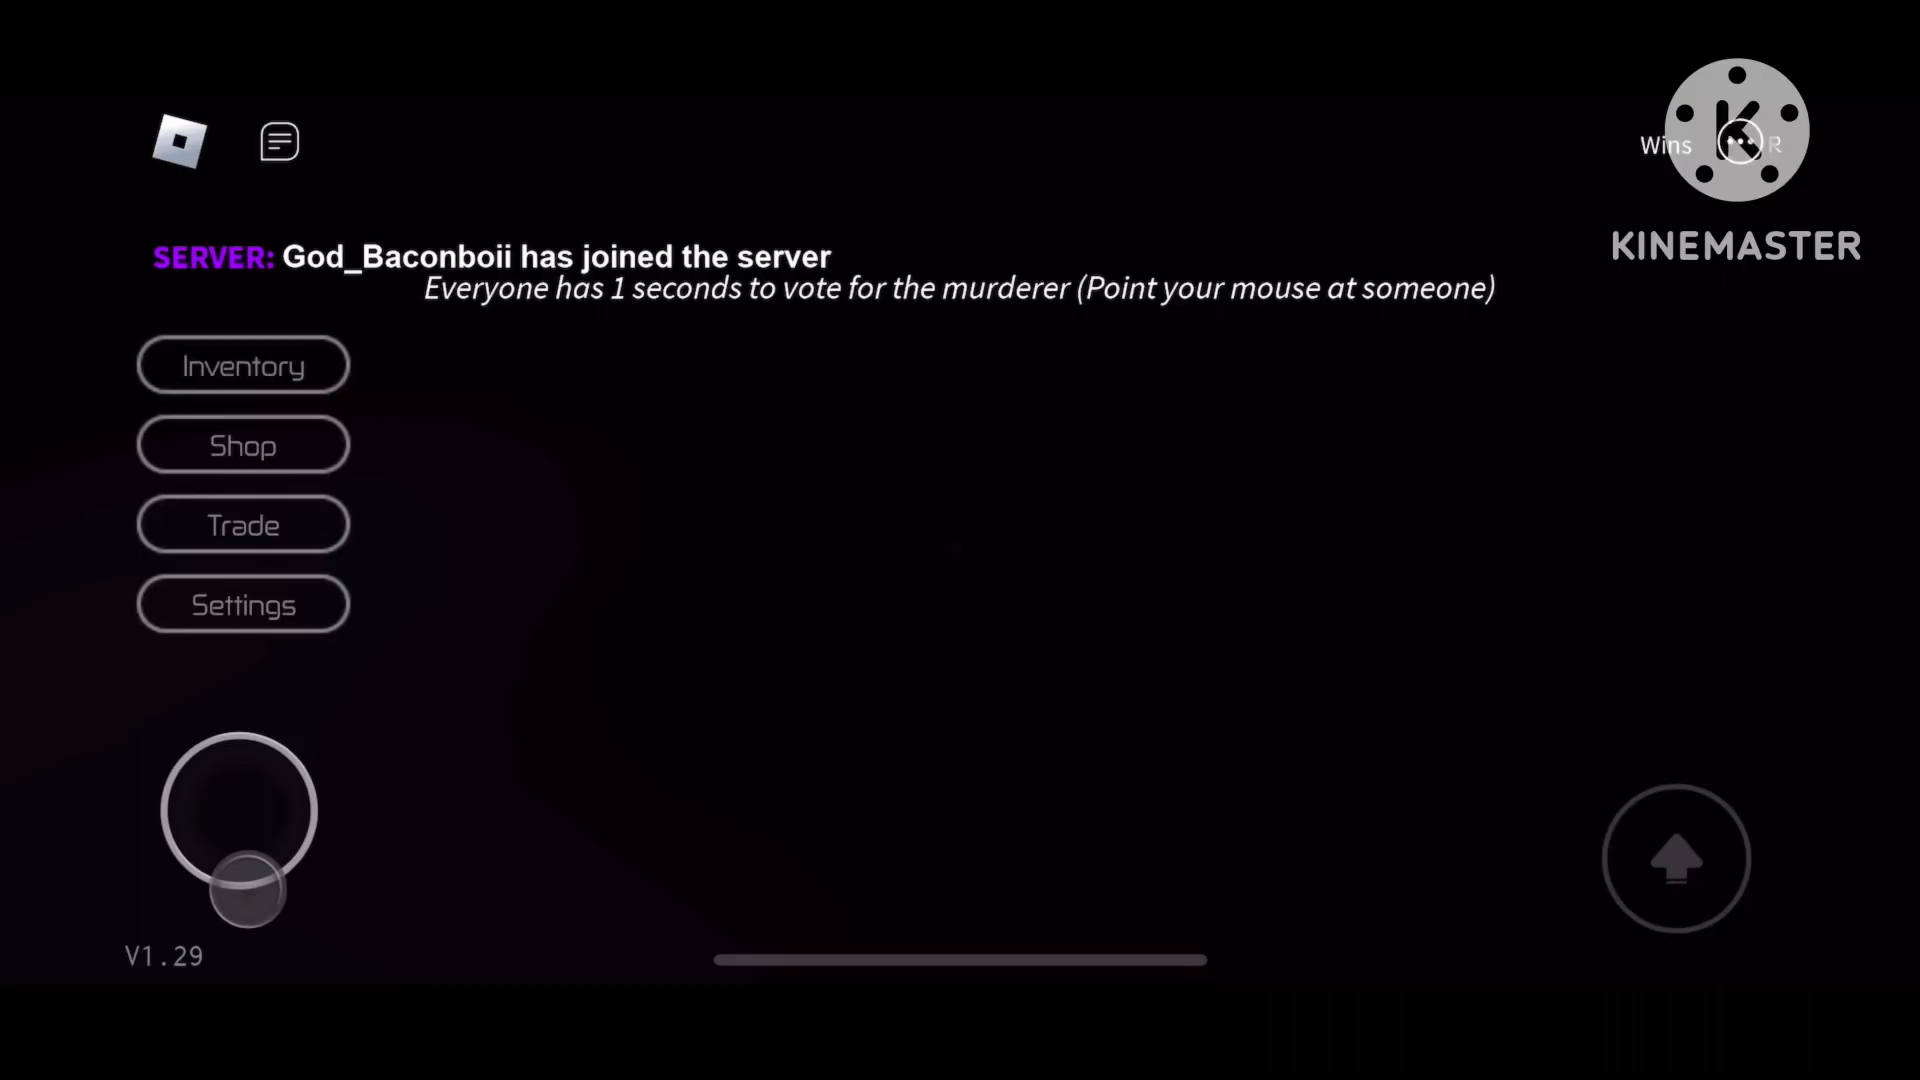 Wins
R
KINEMASTER
SERVER: God_Baconboii has joined the server
Everyone has 1 seconds to vote for the murderer (Point your mouse at someone)
Inventory
Shop
Trade
Settings
V1.29